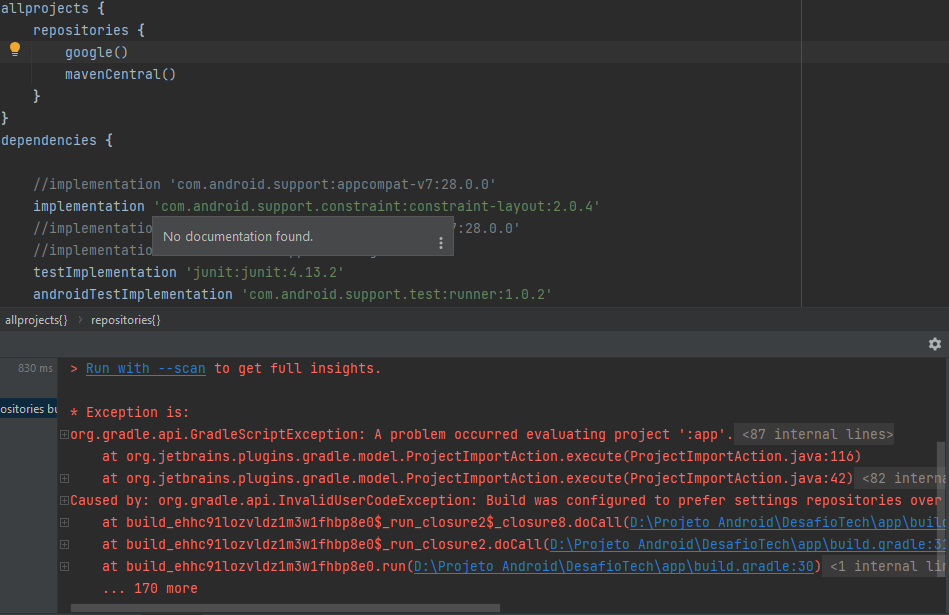 allprojects {
repositories {
google()
mavenCentral()
}
}
dependencies {
//implementation 'com.android.support:appcompat-v7:28.0.0'
implementation 'com.android.support.constraint:constraint-layout:2.0.4'
//implementatio 7:28.0.0'
No documentation found.
//implementatio
testImplementation 'junit:junit:4.13.2'
androidTestImplementation 'com.android.support.test:runner:1.0.2'
allprojects{} › repositories{}
830 ms > Run with --scan to get full insights.
ositories bu * Exception is:
org.gradle.api.GradleScriptException: A problem occurred evaluating project ':app'. <87 internal lines>
at org.jetbrains.plugins.gradle.model.ProjectImportAction.execute(ProjectImportAction.java:116)
at org.jetbrains.plugins.gradle.model.ProjectImportAction.execute(ProjectImportAction.java:42) <82 interna
Caused by: org.gradle.api.InvalidUserCodeException: Build was configured to prefer settings repositories over
at build_ehhc91lozvldz1m3w1fhbp8e0$_run_closure2$_closure8.doCall(D:\Projeto Android\DesafioTech\app\build
at build_ehhc91lozvldz1m3w1fhbp8e0$_run_closure2.doCall(D:\Projeto Android\DesafioTech\app\build.gradle:31
at build_ehhc91lozvldz1m3w1fhbp8e0.run(D:\Projeto Android\DesafioTech\app\build.gradle:30) <1 internal lin
... 170 more